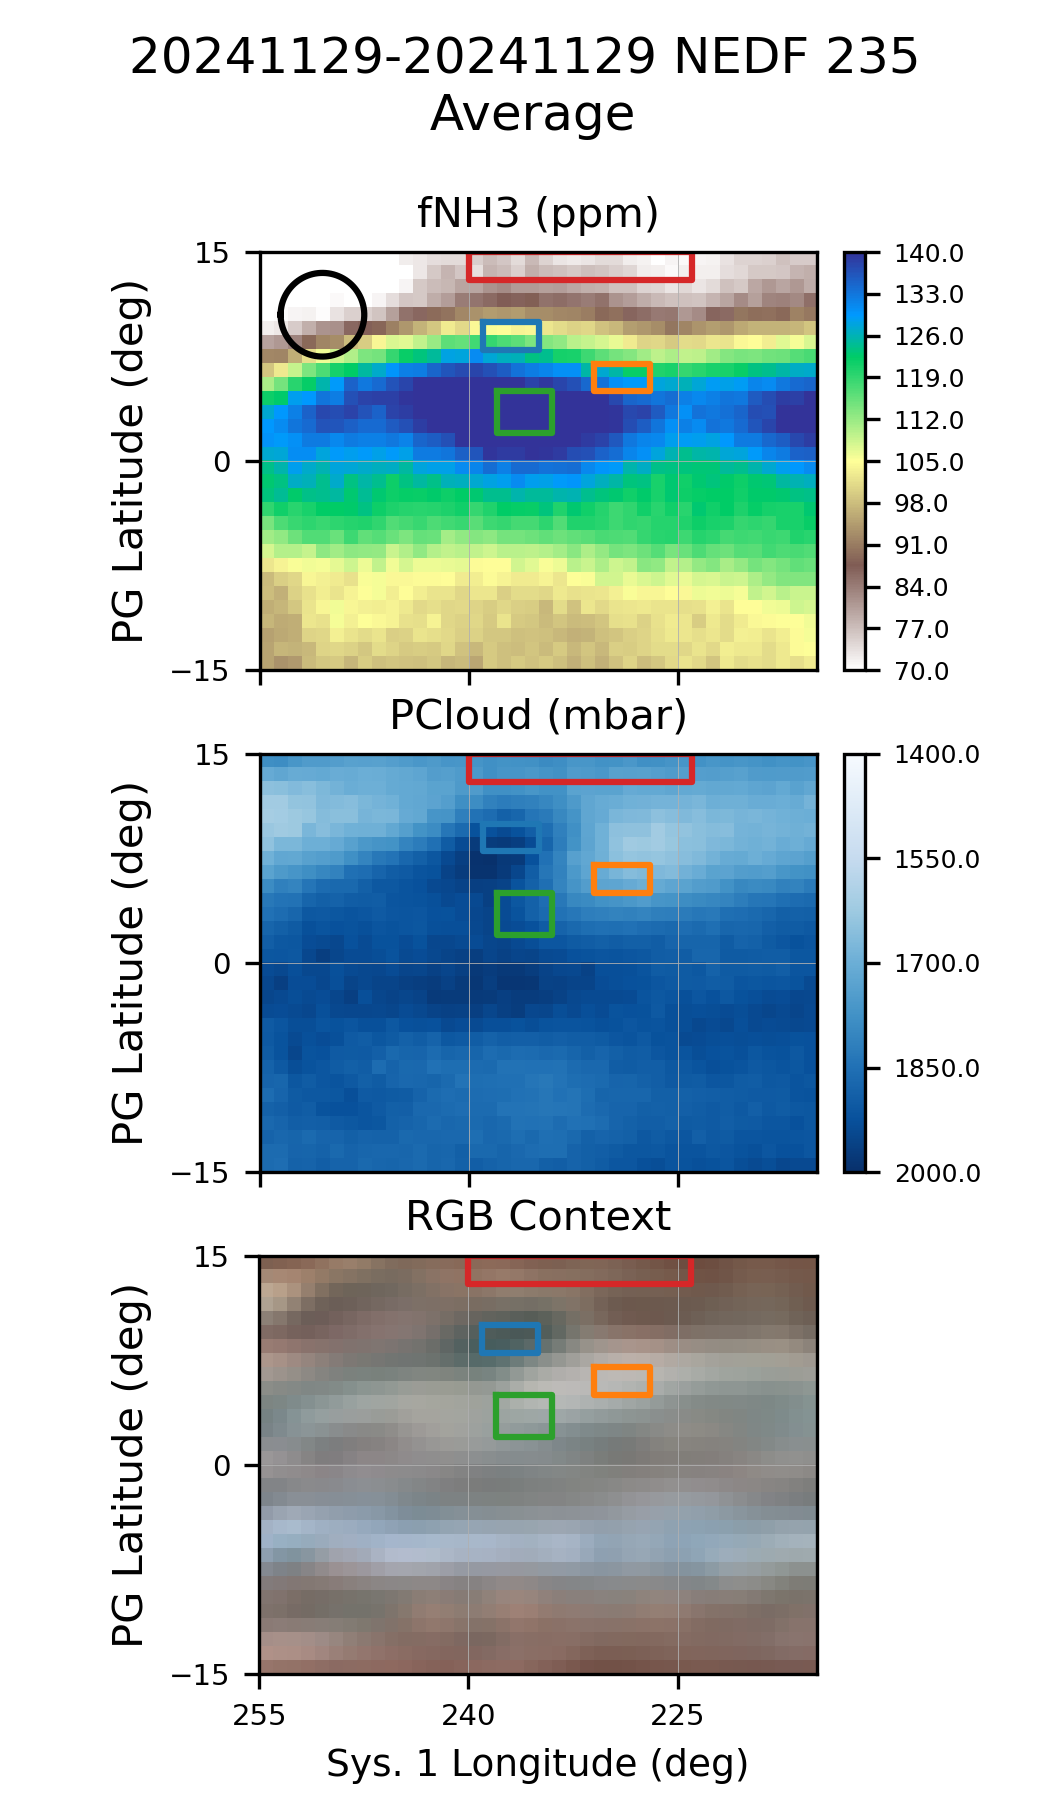 20241129-20241129 NEDF 235
Average
fNH3 (ppm)
15
0
−15
PG Latitude (deg)
140.0
133.0
126.0
119.0
112.0
105.0
98.0
91.0
84.0
77.0
70.0
PCloud (mbar)
15
0
−15
PG Latitude (deg)
1400.0
1550.0
1700.0
1850.0
2000.0
RGB Context
15
0
−15
PG Latitude (deg)
255 240 225
Sys. 1 Longitude (deg)